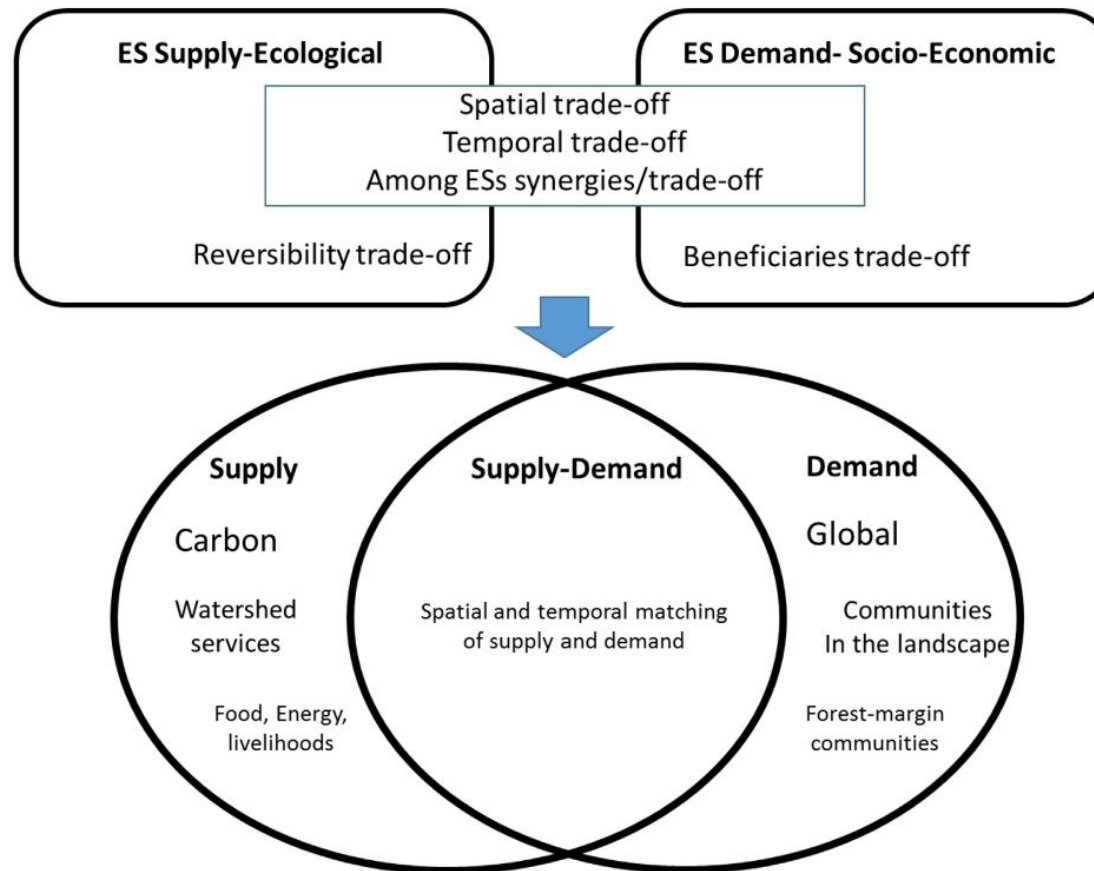 ES Supply-Ecological
ES Demand- Socio-Economic
Spatial trade-off
Temporal trade-off
Among ESs synergies/trade-off
Reversibility trade-off
Beneficiaries trade-off
Supply
Supply-Demand
Demand
Carbon
Global
Watershed
services
Spatial and temporal matching
of supply and demand
Communities
In the landscape
Food, Energy,
livelihoods
Forest-margin
communities